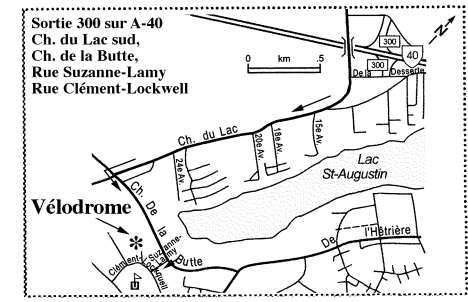 Sortie 300 sur A-40
Ch. du Lac sud,
Ch. de la Butte,
Rue Suzanne-Lamy
Rue Clément-Lockwell
0 km .5
300
40
N
300
De la Desserte
Ch. du Lac
24e Av.
20e Av.
18e Av.
15e Av.
Lac
St-Augustin
Ch. De la Butte
Vélodrome
*
Suzanne-
Lamy
Clément-
Lockwell
De l'Hêtrière